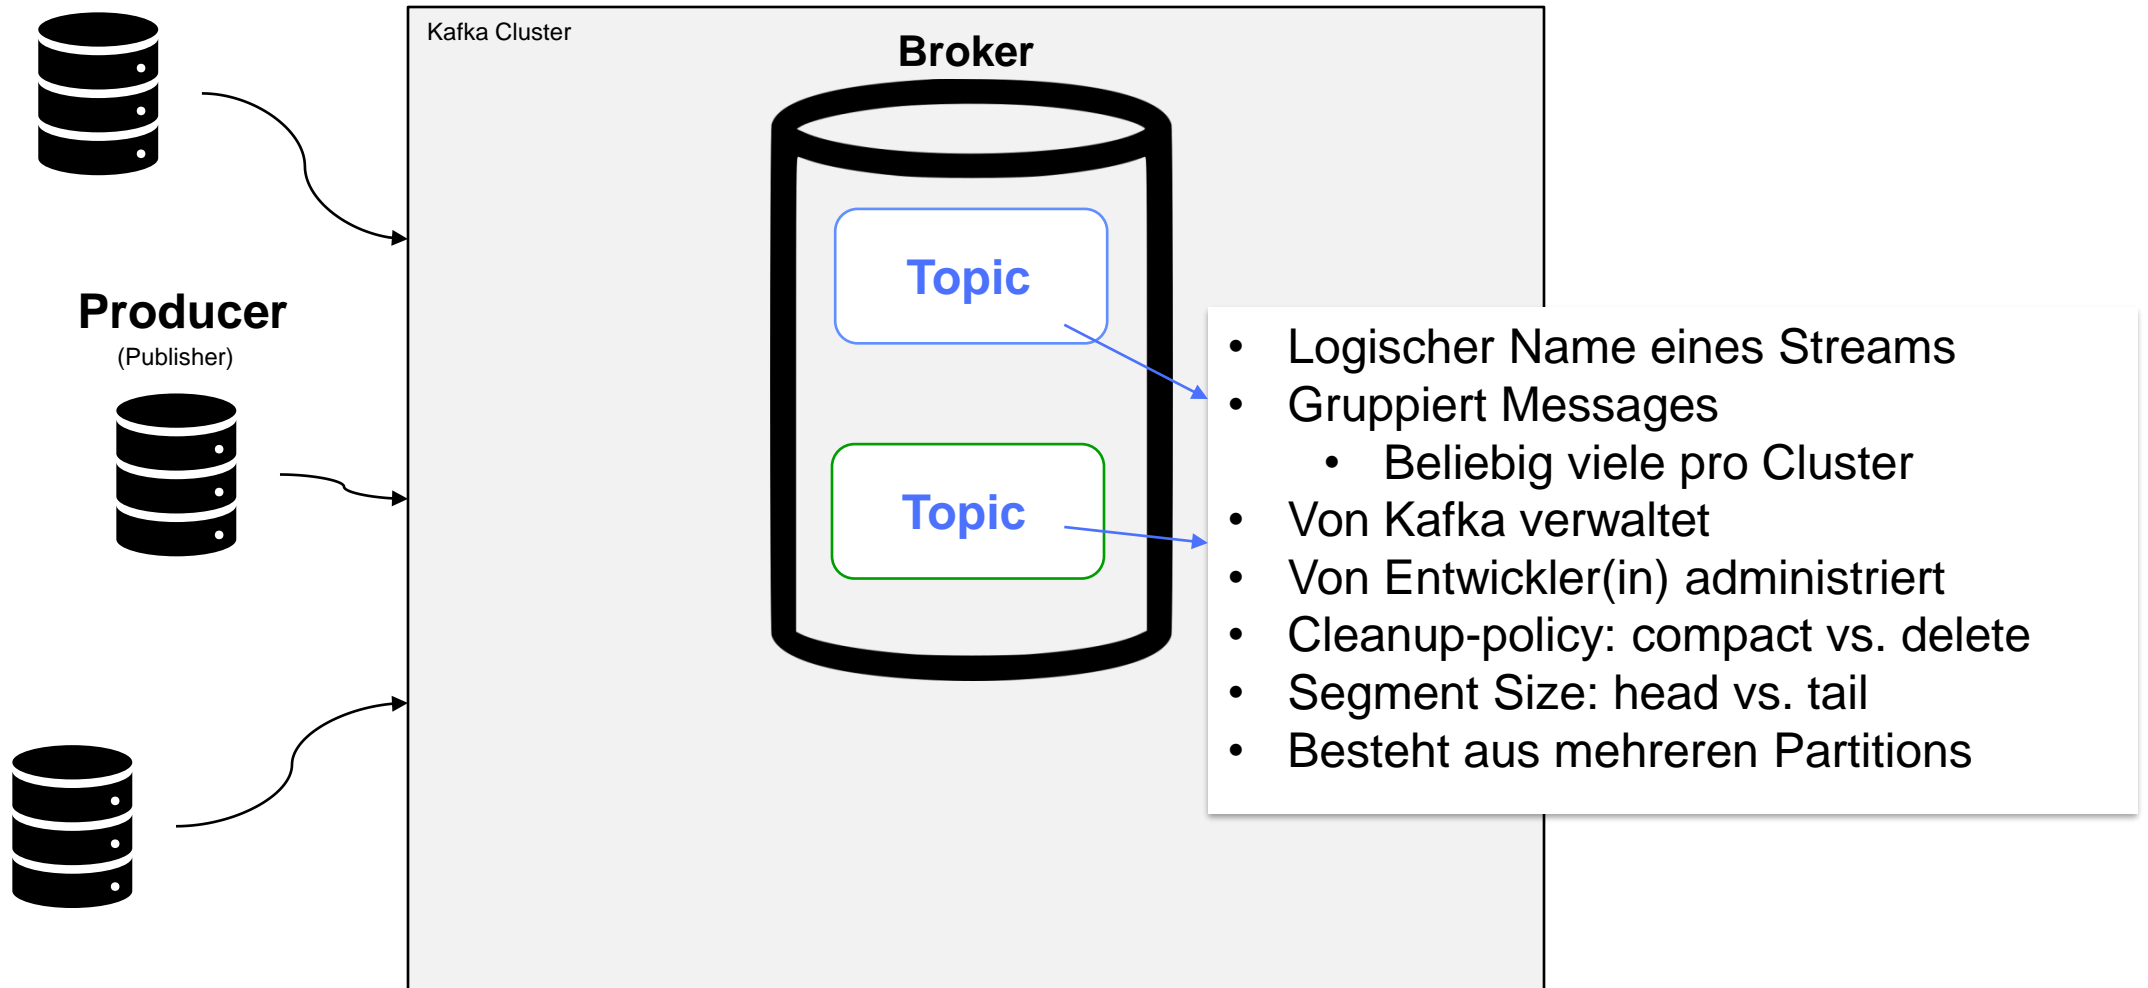 Kafka Cluster
Broker
Topic
Producer
(Publisher)
Topic
• Logischer Name eines Streams
• Gruppiert Messages
• Beliebig viele pro Cluster
• Von Kafka verwaltet
• Von Entwickler(in) administriert
• Cleanup-policy: compact vs. delete
• Segment Size: head vs. tail
• Besteht aus mehreren Partitions